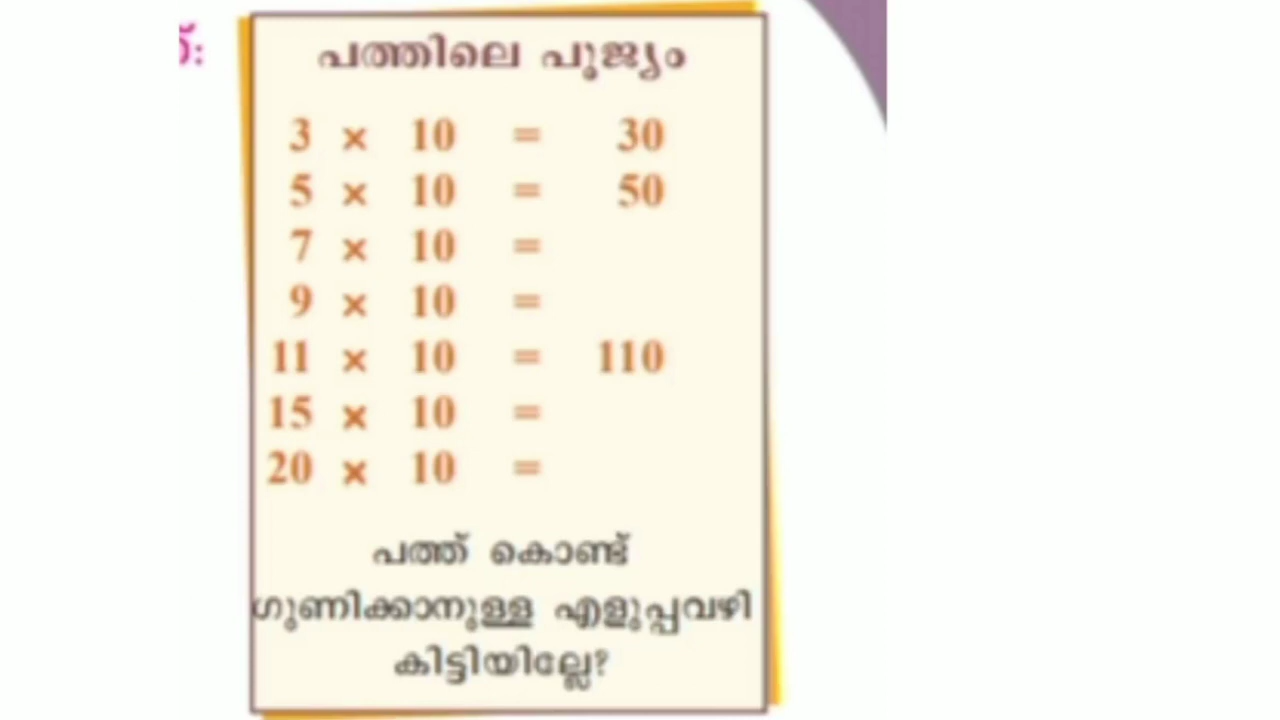 പത്തിലെ പൂജ്യം
3 × 10 = 30
5 × 10 = 50
7 × 10 =
9 × 10 =
11 × 10 = 110
15 × 10 =
20 × 10 =
പത്ത് കൊണ്ട്
ഗുണിക്കാനുള്ള എളുപ്പവഴി
കിട്ടിയില്ലേ?